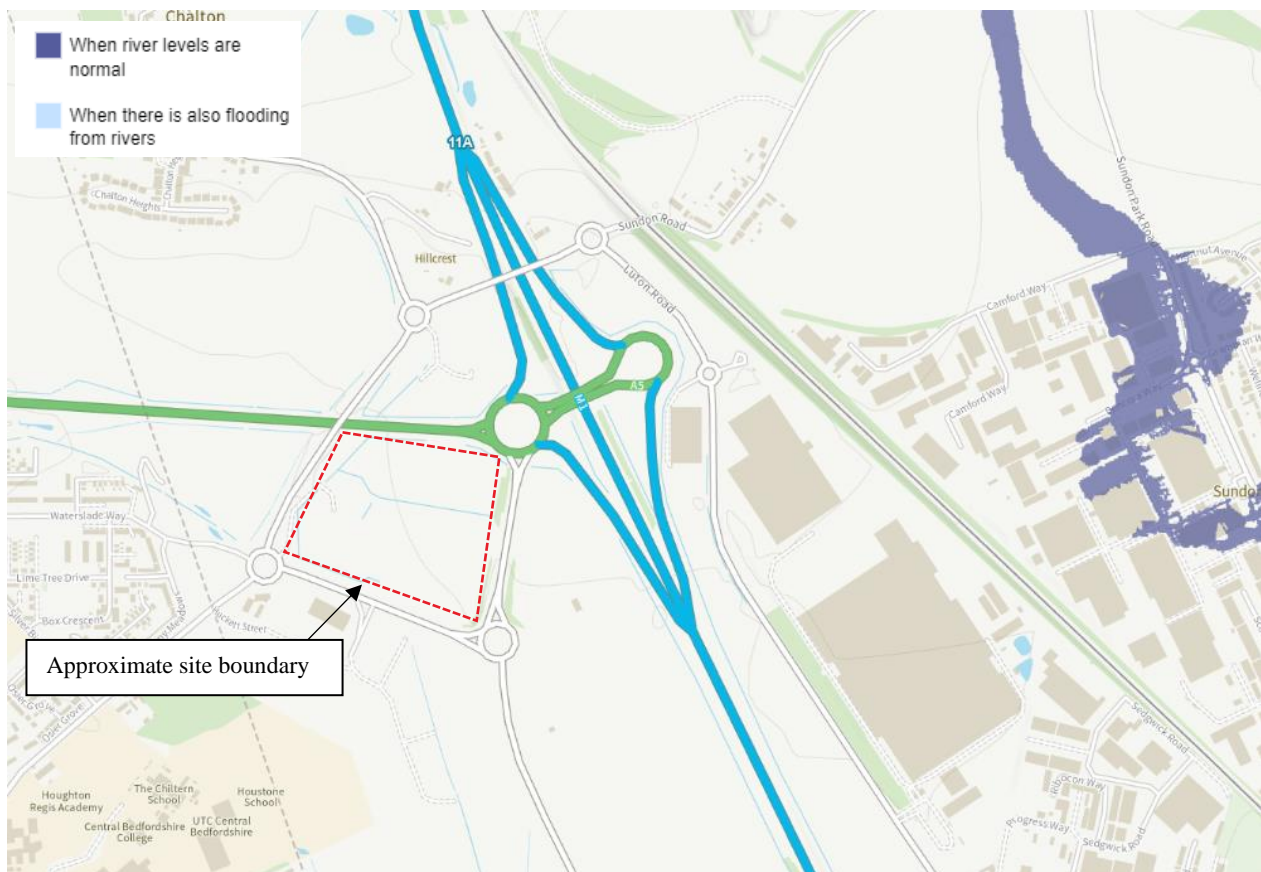 Chalton
When river levels are
normal
When there is also flooding
from rivers
11A
Chalton Heights
Sundon Road
Sundon Park Road
Hillcrest
Luton Road
Camford Way
Camford Way
A5
M1
Waterslade Way
Lime Tree Drive
Box Crescent
Hackett Street
Approximate site boundary
Osier Grove
Sedgwick Road
Houghton
Regis Academy
The Chiltern
School
Houstone
School
Central Bedfordshire
College
UTC Central
Bedfordshire
Progress Way
Sedgwick Road